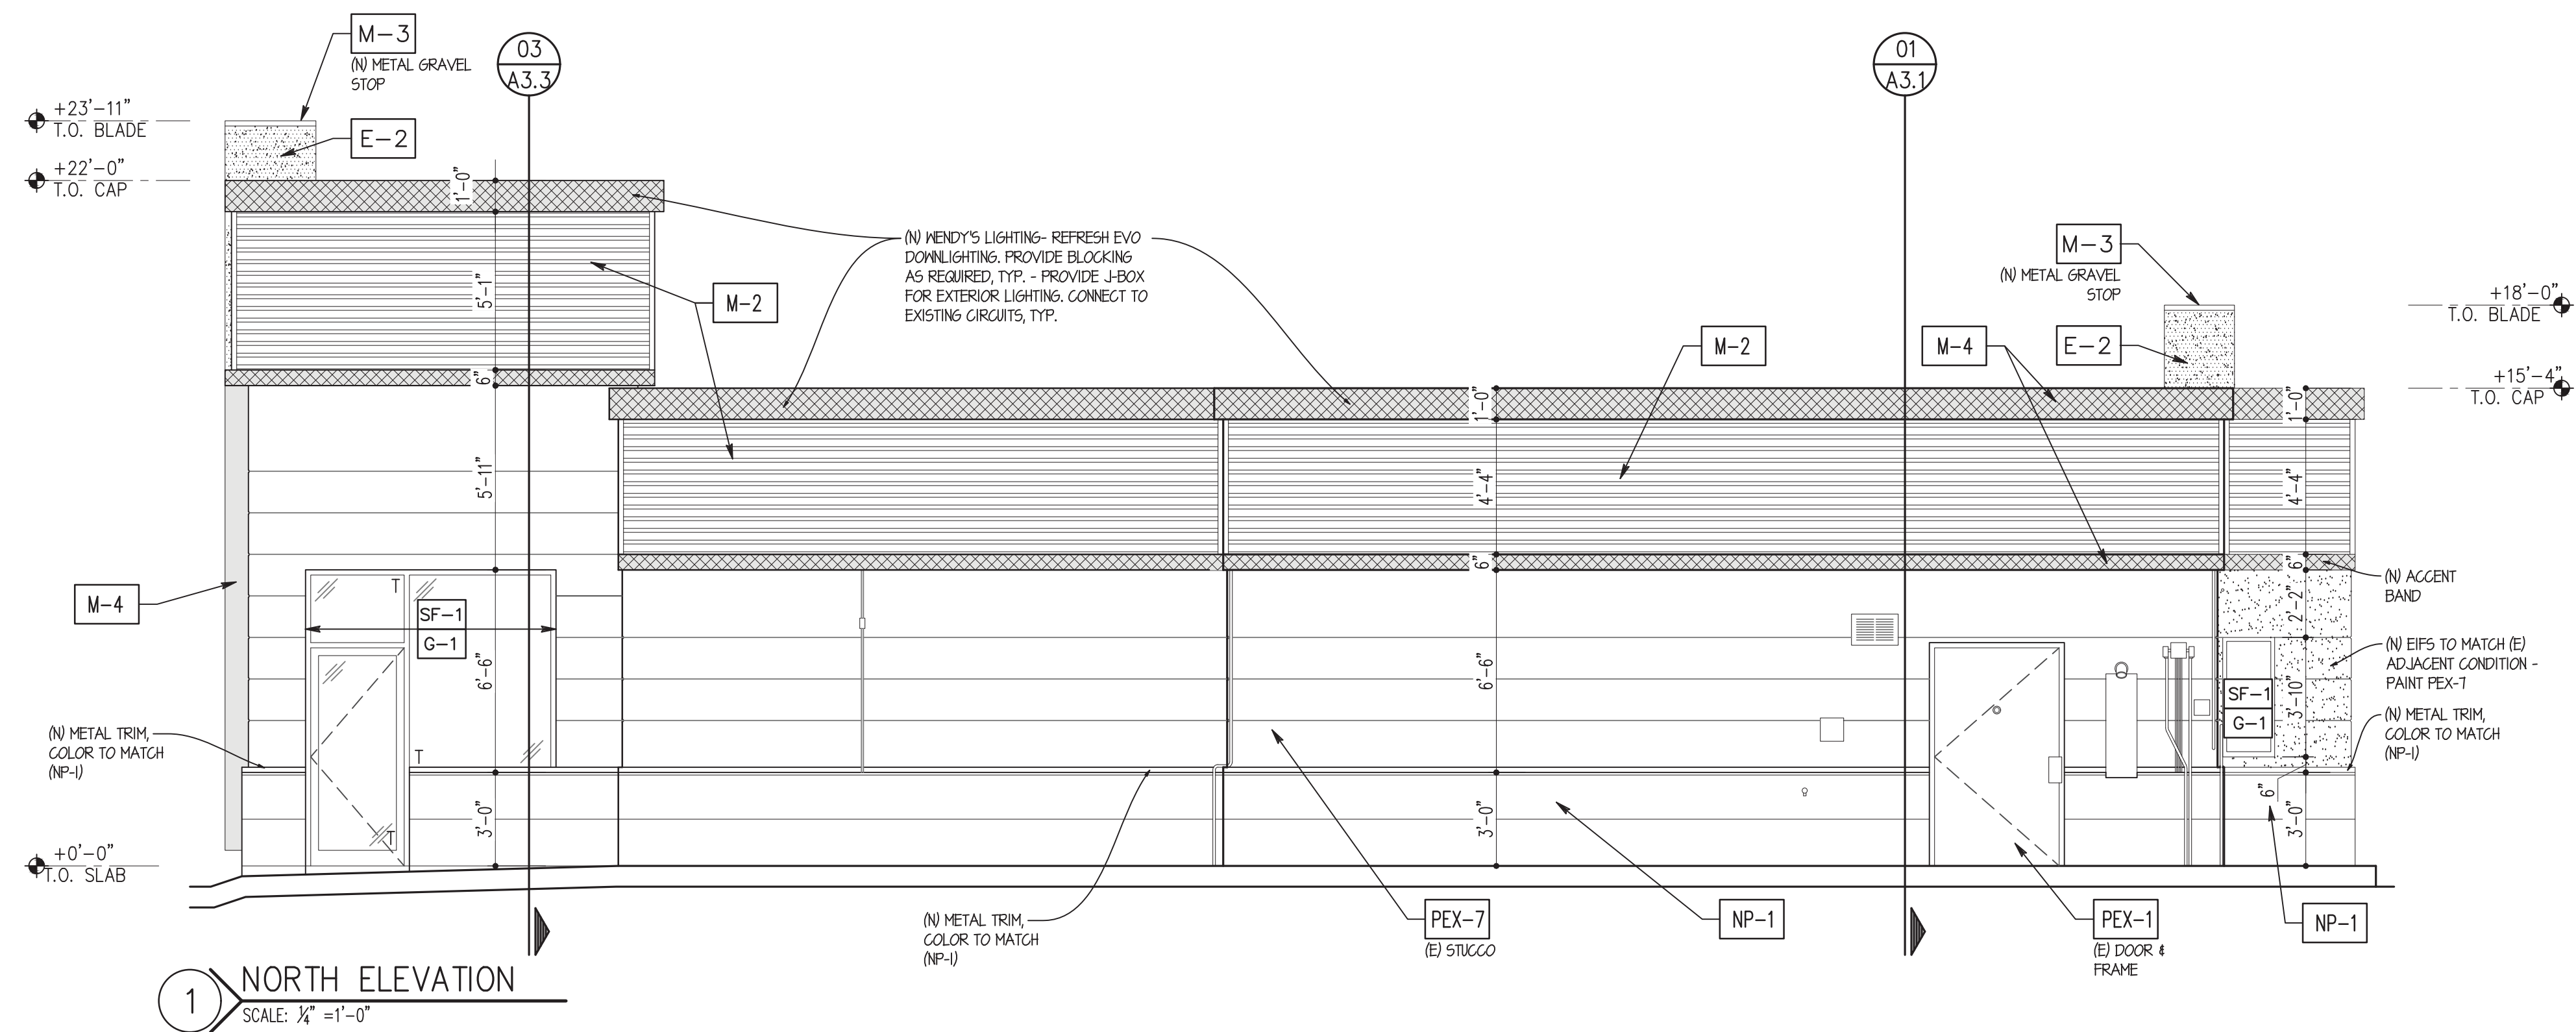 M-3
(N) METAL GRAVEL
STOP
03
A3.3
01
A3.1
+23'-11"
T.O. BLADE
E-2
+22'-0"
T.O. CAP
1'-0"
5'-1"
M-2
6"
5'-11"
(N) WENDY'S LIGHTING- REFRESH EVO
DOWNLIGHTING. PROVIDE BLOCKING
AS REQUIRED, TYP. - PROVIDE J-BOX
FOR EXTERIOR LIGHTING. CONNECT TO
EXISTING CIRCUITS, TYP.
M-3
(N) METAL GRAVEL
STOP
+18'-0"
T.O. BLADE
M-2
M-4
E-2
+15'-4"
T.O. CAP
1'-0"
1'-0"
4'-4"
4'-4"
6"
6"
(N) ACCENT
BAND
M-4
T
SF-1
G-1
6'-6"
T
T
6'-6"
2'-2"
(N) EIFS TO MATCH (E)
ADJACENT CONDITION -
PAINT PEX-7
SF-1
G-1
3'-10"
(N) METAL TRIM,
COLOR TO MATCH
(NP-1)
(N) METAL TRIM,
COLOR TO MATCH
(NP-1)
6"
3'-0"
3'-0"
3'-0"
+0'-0"
T.O. SLAB
(N) METAL TRIM,
COLOR TO MATCH
(NP-1)
PEX-7
(E) STUCCO
NP-1
PEX-1
(E) DOOR &
FRAME
NP-1
1
NORTH ELEVATION
SCALE: 1/4" =1'-0"